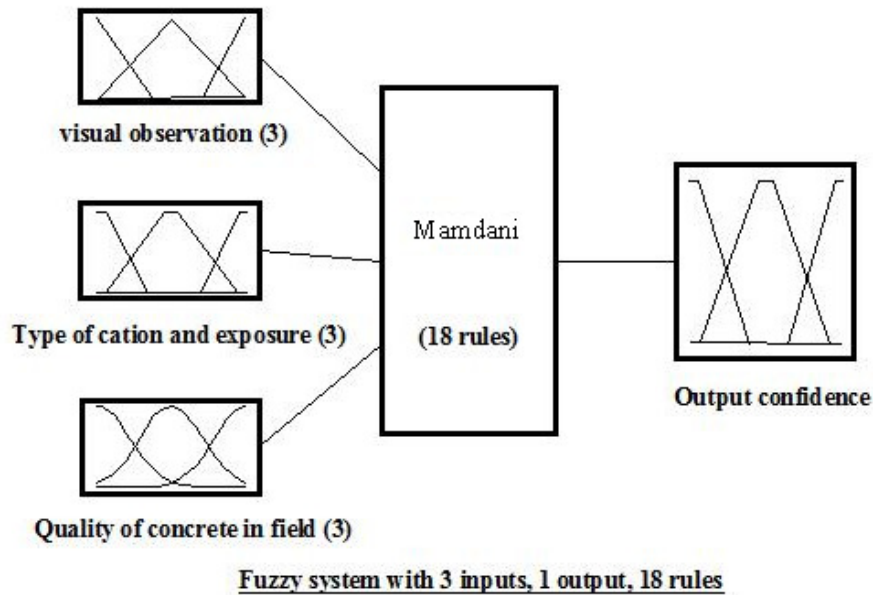 visual observation (3)
Type of cation and exposure (3)
Quality of concrete in field (3)
Mamdani
(18 rules)
Output confidence
Fuzzy system with 3 inputs, 1 output, 18 rules